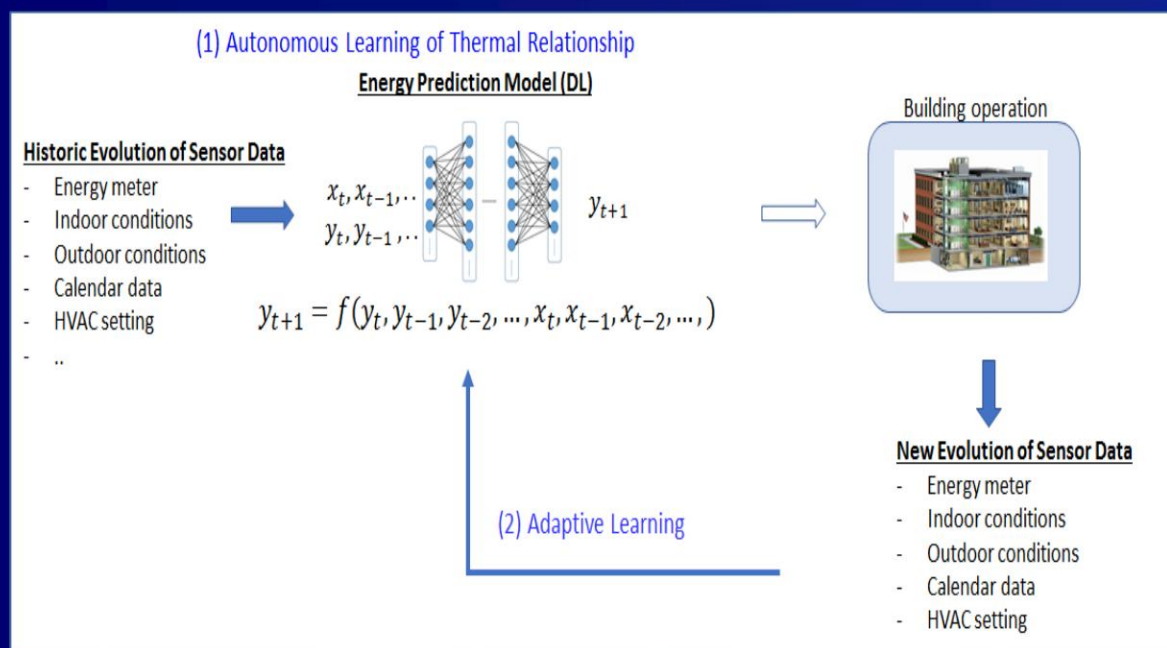 (1) Autonomous Learning of Thermal Relationship
Energy Prediction Model (DL)
Historic Evolution of Sensor Data
- Energy meter
- Indoor conditions
- Outdoor conditions
- Calendar data
- HVAC setting
- ..
x_t, x_{t-1}, ..
y_t, y_{t-1}, ..
y_{t+1}
y_{t+1} = f(y_t, y_{t-1}, y_{t-2}, ..., x_t, x_{t-1}, x_{t-2}, ..., )
Building operation
New Evolution of Sensor Data
- Energy meter
- Indoor conditions
- Outdoor conditions
- Calendar data
- HVAC setting
(2) Adaptive Learning